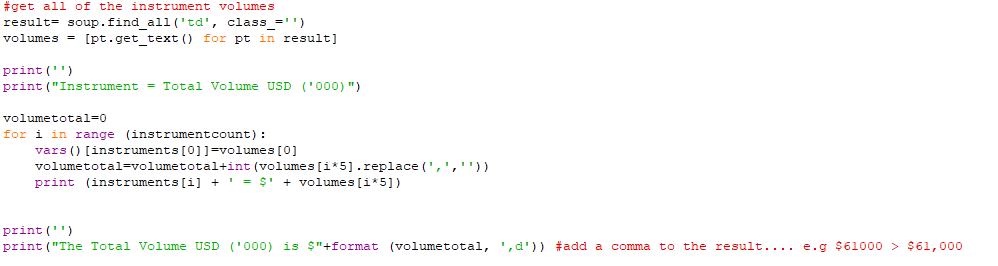 #get all of the instrument volumes
result= soup.find_all('td', class_='')
volumes = [pt.get_text() for pt in result]
print('')
print("Instrument = Total Volume USD ('000)")
volumetotal=0
for i in range (instrumentcount):
    vars()[instruments[0]]=volumes[0]
    volumetotal=volumetotal+int(volumes[i*5].replace(',',''))
    print (instruments[i] + ' = $' + volumes[i*5])
print('')
print("The Total Volume USD ('000) is $"+format (volumetotal, ',d')) #add a comma to the result.... e.g $61000 > $61,000